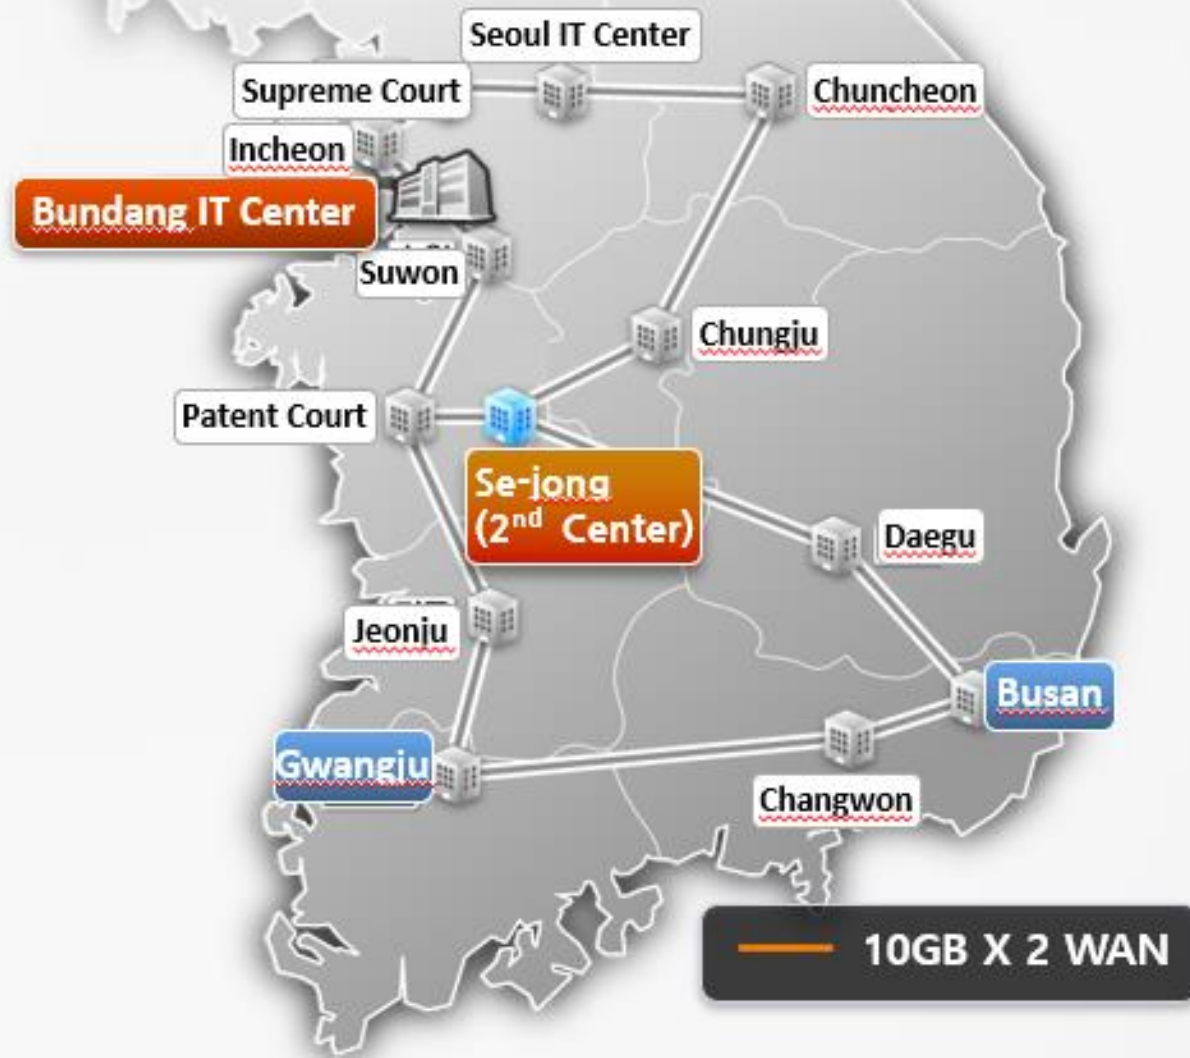 Seoul IT Center
Supreme Court
Chuncheon
Incheon
Bundang IT Center
Suwon
Chungju
Patent Court
Se-jong
(2nd Center)
Daegu
Jeonju
Busan
Gwangju
Changwon
10GB X 2 WAN